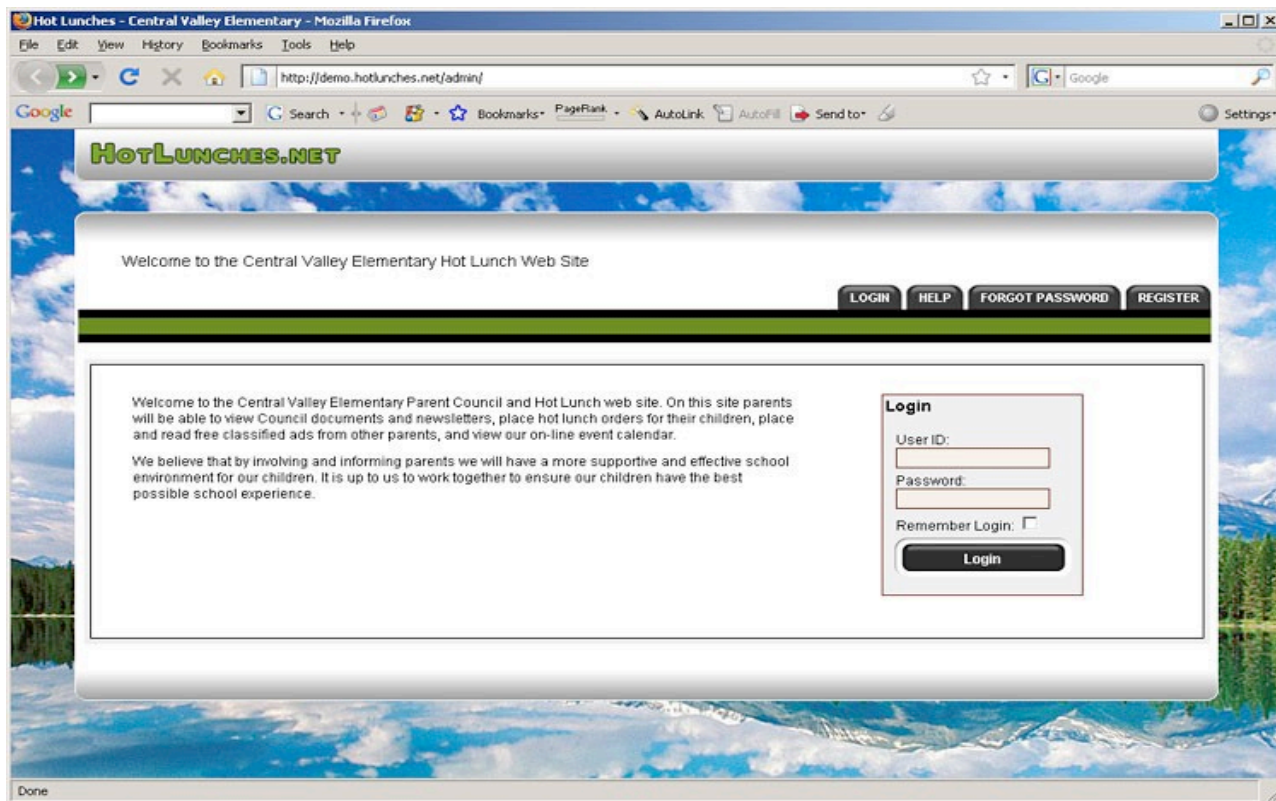 Hot Lunches - Central Valley Elementary - Mozilla Firefox
File Edit View History Bookmarks Tools Help
http://demo.hotlunches.net/admin/
G Google
Google Search Bookmarks PageRank AutoLink AutoFill Send to Settings
HOTLUNCHES.NET
Welcome to the Central Valley Elementary Hot Lunch Web Site
LOGIN HELP FORGOT PASSWORD REGISTER
Welcome to the Central Valley Elementary Parent Council and Hot Lunch web site. On this site parents
will be able to view Council documents and newsletters, place hot lunch orders for their children, place
and read free classified ads from other parents, and view our on-line event calendar.
We believe that by involving and informing parents we will have a more supportive and effective school
environment for our children. It is up to us to work together to ensure our children have the best
possible school experience.
Login
User ID:
Password:
Remember Login:
Login
Done